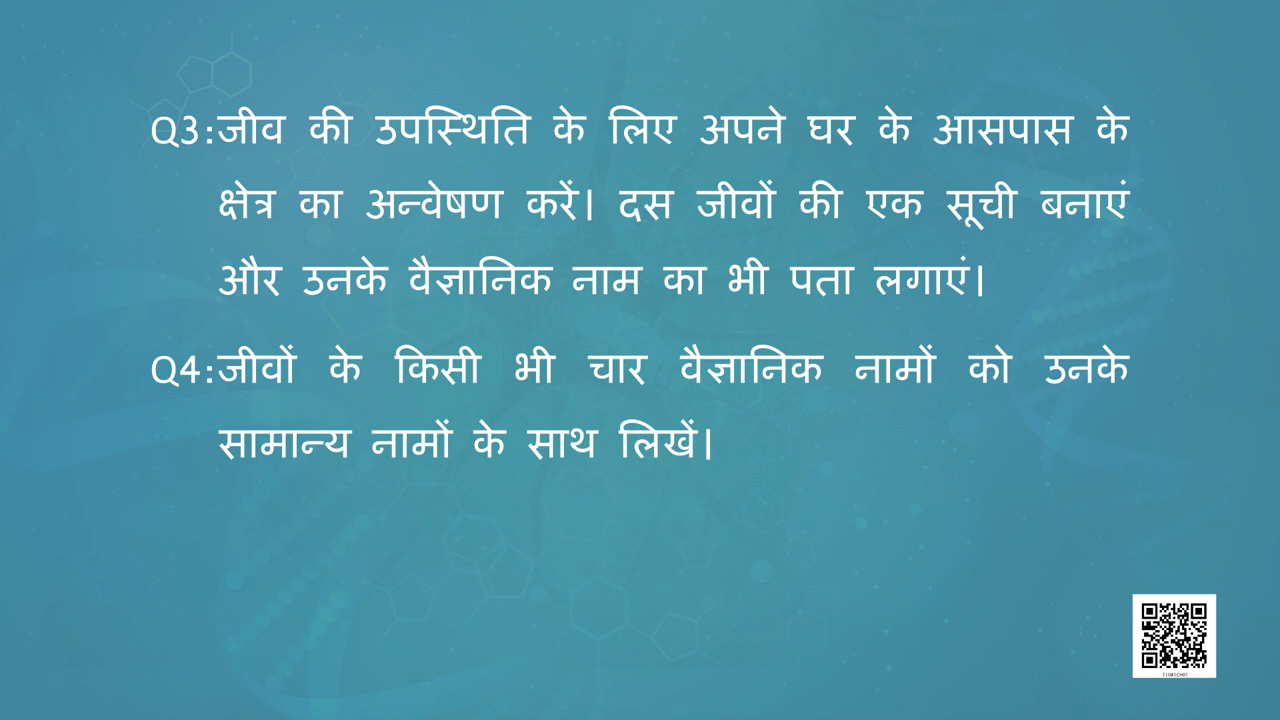 Q3:जीव की उपस्थिति के लिए अपने घर के आसपास के
क्षेत्र का अन्वेषण करें। दस जीवों की एक सूची बनाएं
और उनके वैज्ञानिक नाम का भी पता लगाएं।
Q4:जीवों के किसी भी चार वैज्ञानिक नामों को उनके
सामान्य नामों के साथ लिखें।